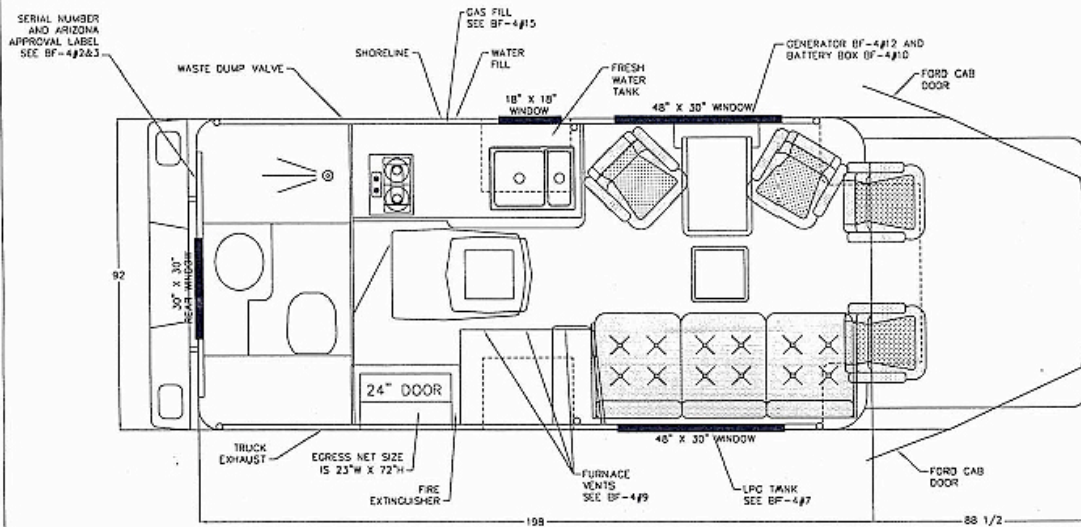 SERIAL NUMBER
AND ARIZONA
APPROVAL LABEL
SEE BF-4#2&3
WASTE DUMP VALVE
SHORELINE
GAS FILL
SEE BF-4#15
WATER
FILL
18" X 18"
WINDOW
FRESH
WATER
TANK
48" X 30" WINDOW
GENERATOR BF-4#12 AND
BATTERY BOX BF-4#10
FORD CAB
DOOR
92
30" X 30"
REAR WINDOW
24" DOOR
TRUCK
EXHAUST
EGRESS NET SIZE
IS 23"W X 72"H
FIRE
EXTINGUISHER
FURNACE
VENTS
SEE BF-4#9
48" X 30" WINDOW
LPG TANK
SEE BF-4#7
FORD CAB
DOOR
198
88 1/2